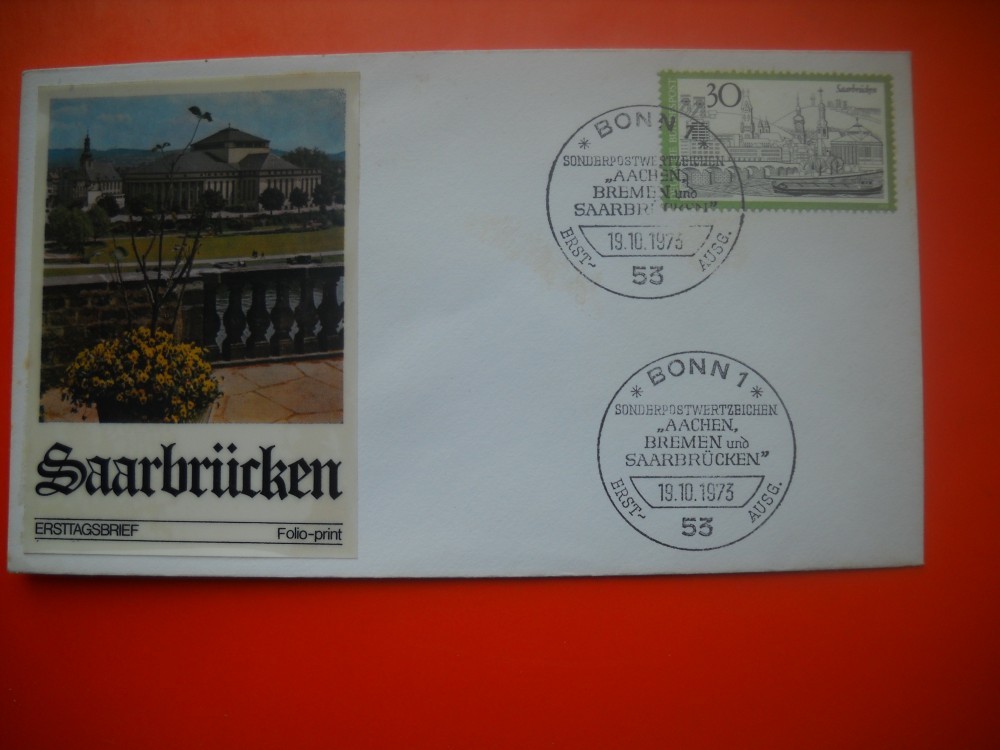 Saarbrücken
ERSTTAGSBRIEF
Folio-print
30
Saarbrücken
BONN 1
SONDERPOSTWERTZEICHEN
„AACHEN,
BREMEN und
SAARBRÜCKEN”
19.10.1973
ERST-
AUSG.
53
BONN 1
SONDERPOSTWERTZEICHEN
„AACHEN,
BREMEN und
SAARBRÜCKEN”
19.10.1973
ERST-
AUSG.
53